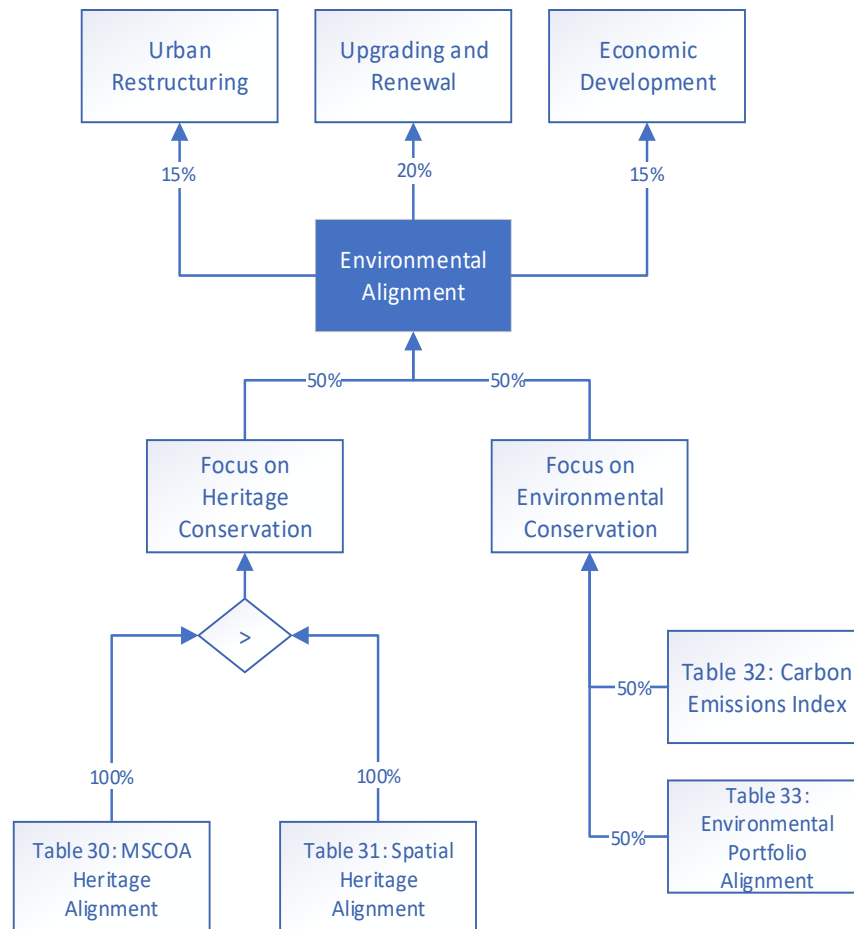 Urban
Restructuring
Upgrading and
Renewal
Economic
Development
15%
20%
15%
Environmental
Alignment
50%
50%
Focus on
Heritage
Conservation
Focus on
Environmental
Conservation
>
Table 32: Carbon
Emissions Index
50%
100%
100%
Table 30: MSCOA
Heritage
Alignment
Table 31: Spatial
Heritage
Alignment
50%
Table 33:
Environmental
Portfolio
Alignment